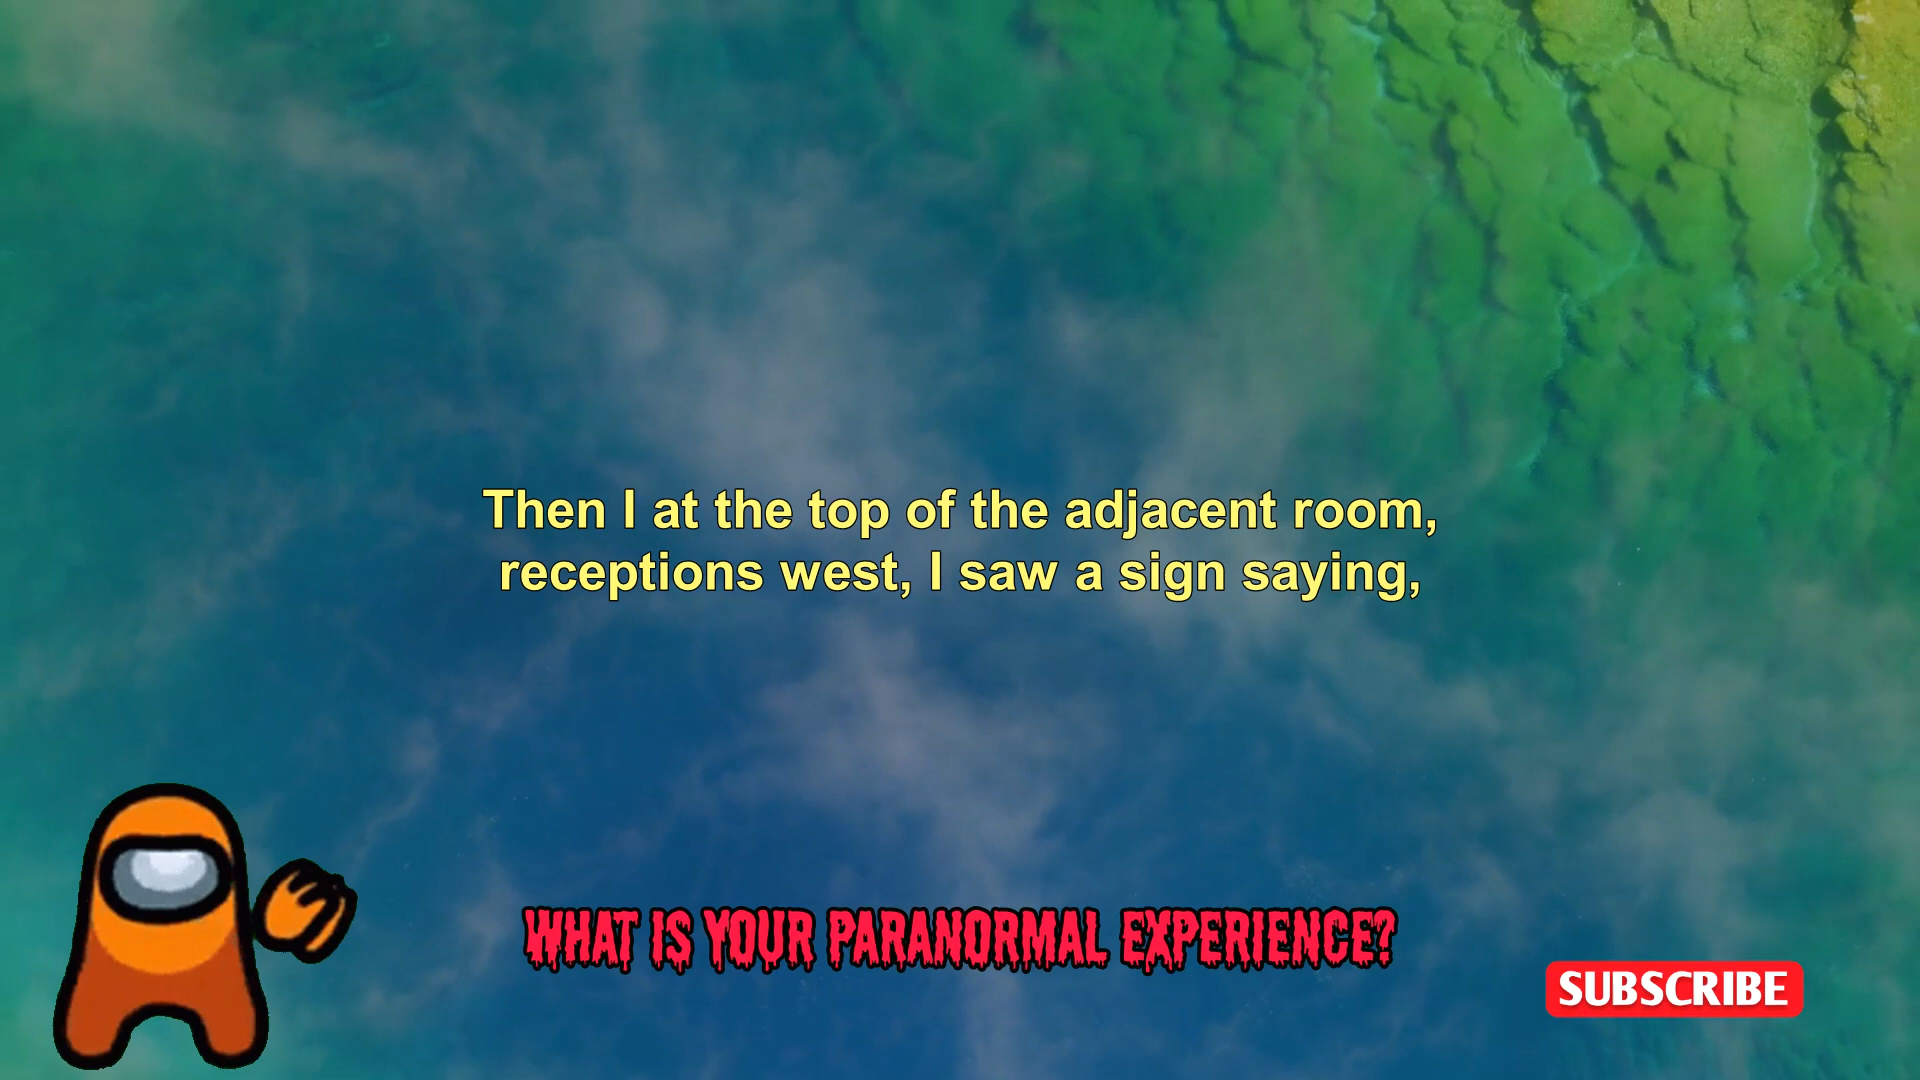 Then I at the top of the adjacent room,
receptions west, I saw a sign saying,
WHAT IS YOUR PARANORMAL EXPERIENCE?
SUBSCRIBE